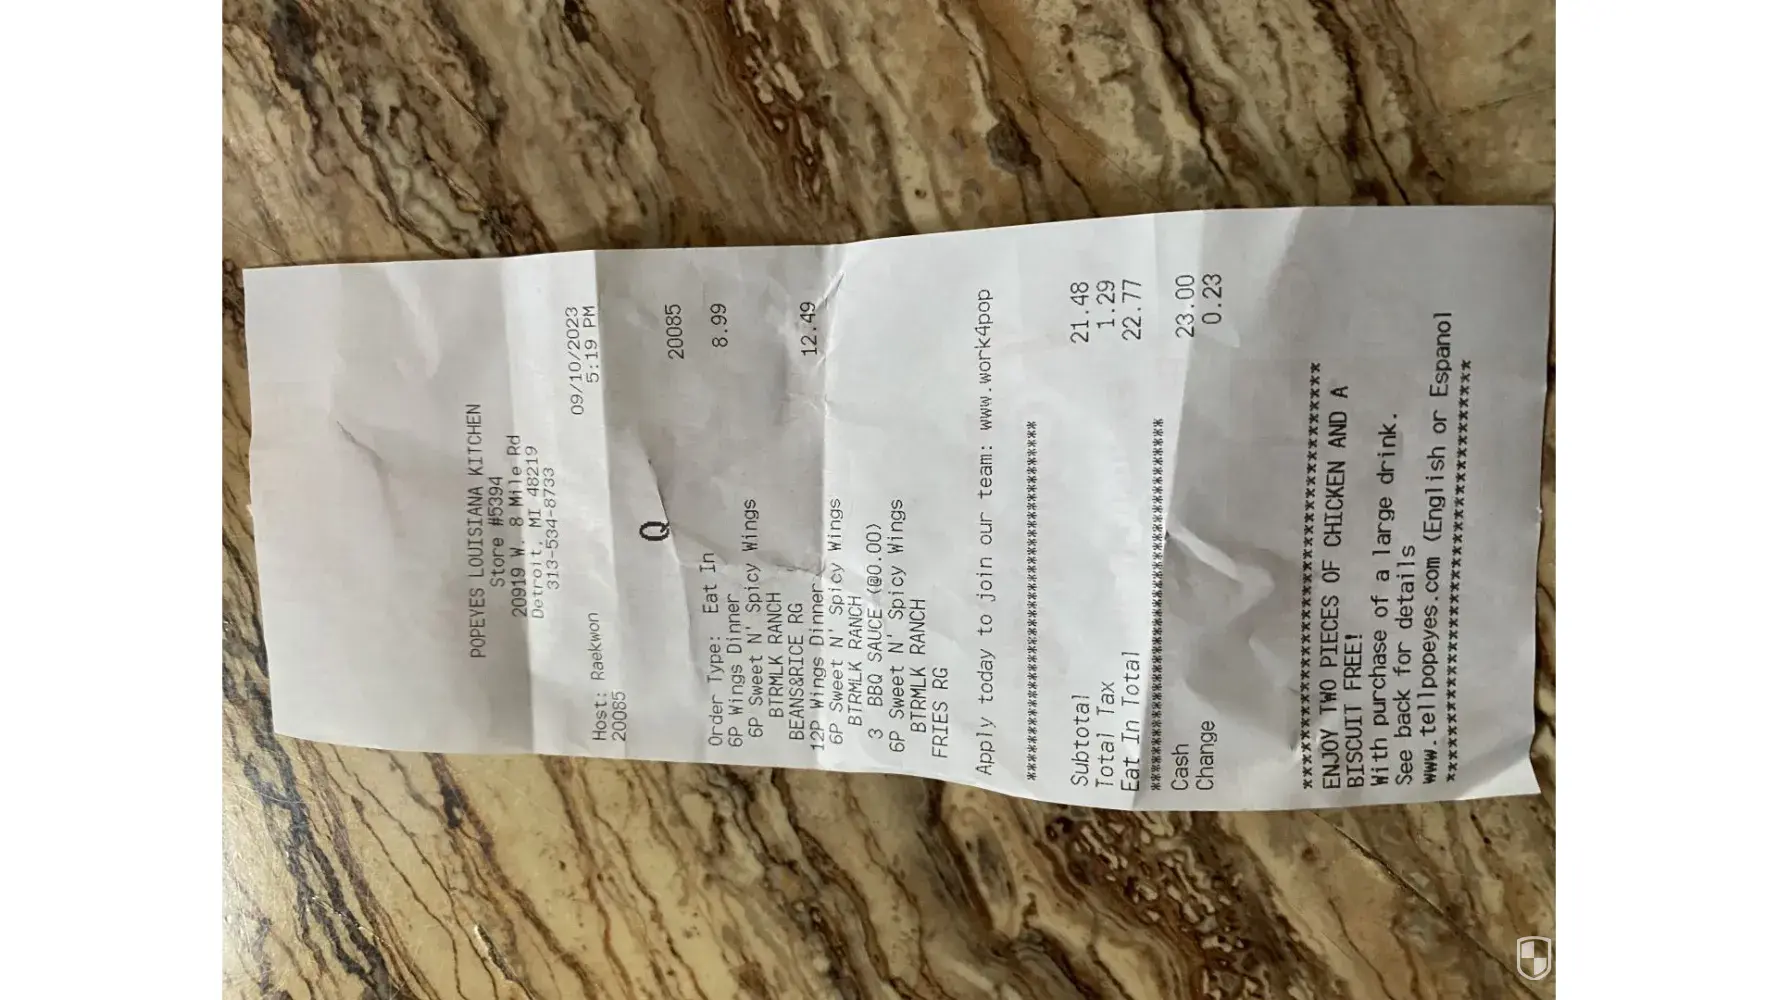 POPEYES LOUISIANA KITCHEN
Store #5394
20919 W. 8 Mile Rd
Detroit, MI 48219
313-534-8733
09/10/2023
5:19 PM
Host: Raekwon
20085
Q
20085
Order Type: Eat In
6P Wings Dinner 8.99
6P Sweet N' Spicy Wings
BTRMLK RANCH
BEANS&RICE RG
12P Wings Dinner 12.49
6P Sweet N' Spicy Wings
BTRMLK RANCH
3 BBQ SAUCE (@0.00)
6P Sweet N' Spicy Wings
BTRMLK RANCH
FRIES RG
Apply today to join our team: www.work4pop
****************************************
Subtotal 21.48
Total Tax 1.29
Eat In Total 22.77
****************************************
Cash 23.00
Change 0.23
****************************************
ENJOY TWO PIECES OF CHICKEN AND A
BISCUIT FREE!
With purchase of a large drink.
See back for details
www.tellpopeyes.com (English or Espanol
****************************************